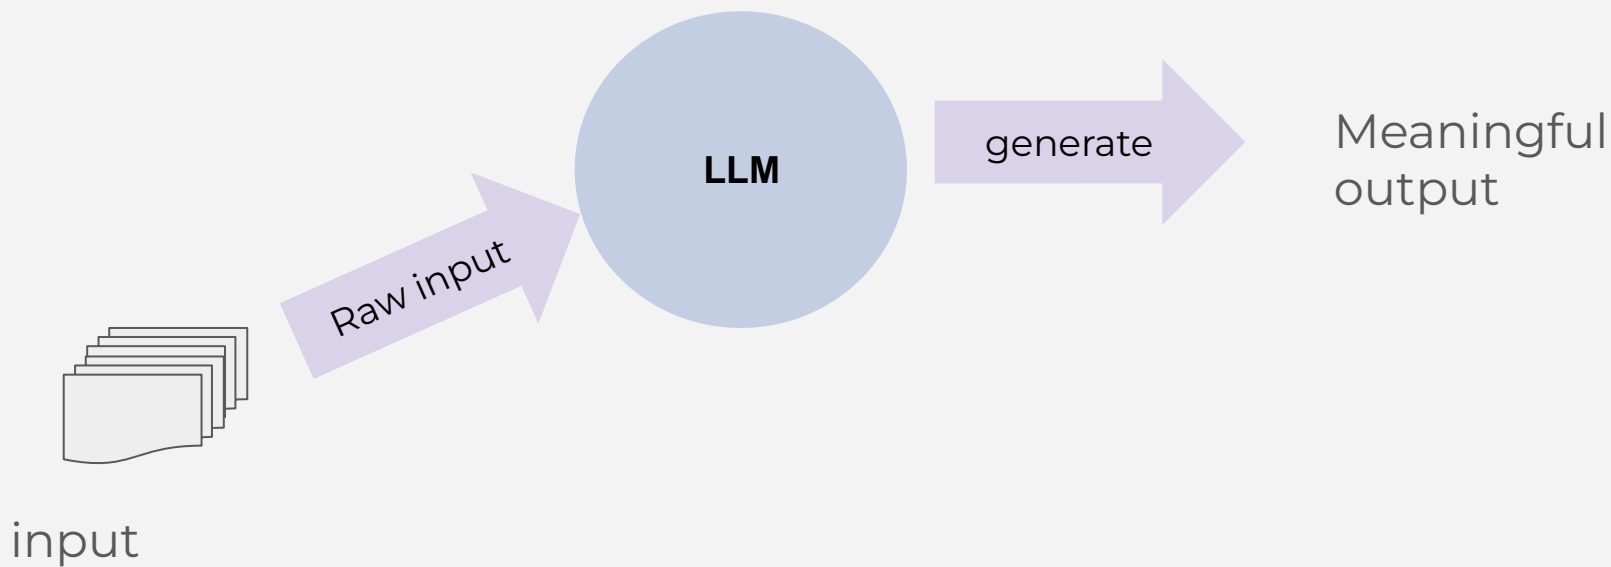 input
Raw input
LLM
generate
Meaningful
output